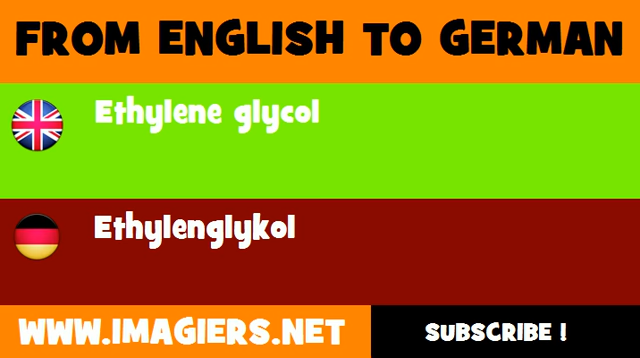 FROM ENGLISH TO GERMAN
Ethylene glycol
Ethylenglykol
WWW.IMAGIERS.NET
SUBSCRIBE !